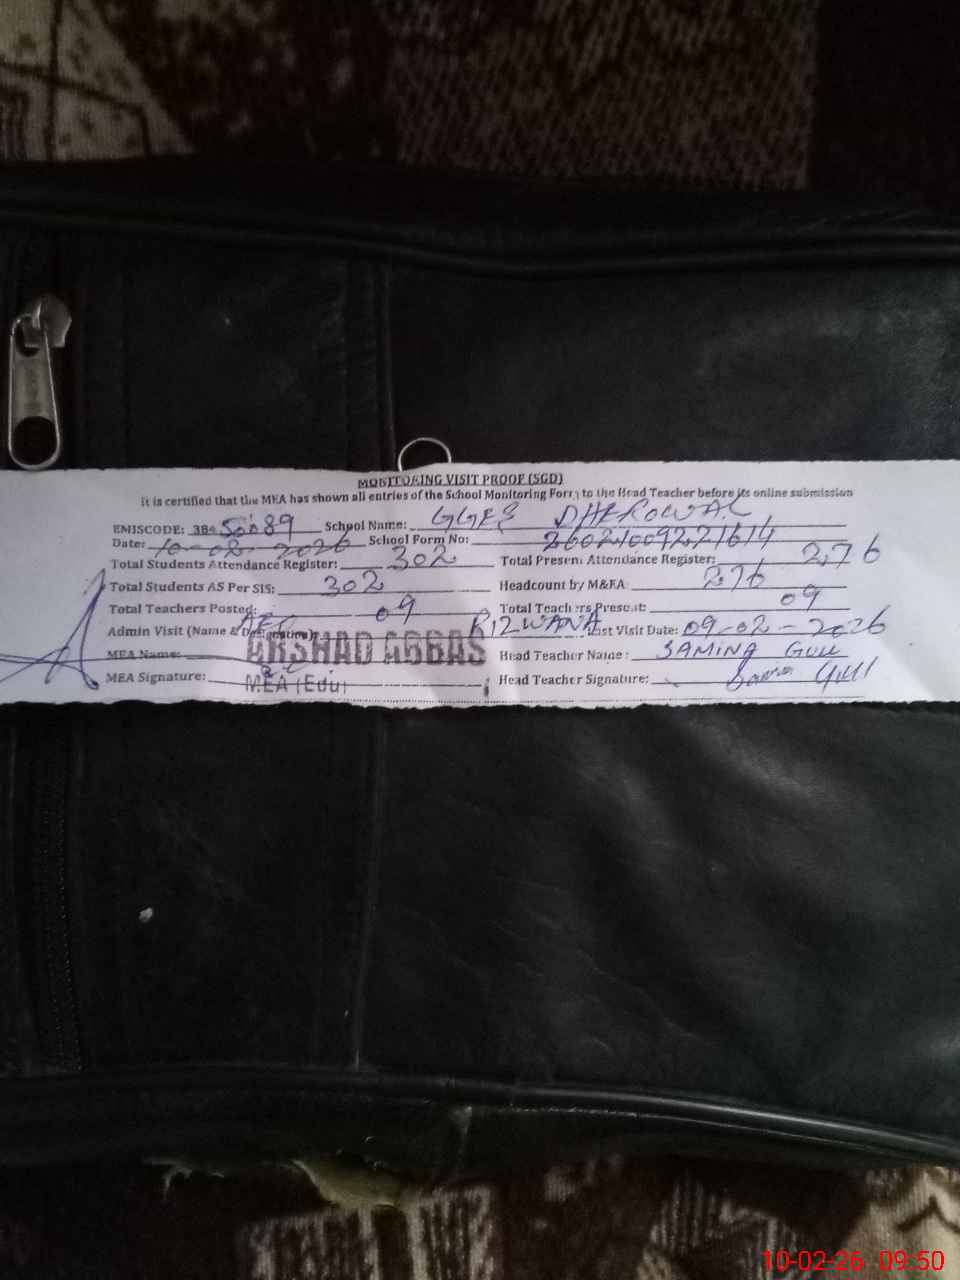 MONITORING VISIT PROOF (SGD)
it is certified that the MEA has shown all entries of the School Monitoring Form to the Head Teacher before its online submission
EMISCODE: 384 50089 School Name: GGES DHEROWAL
Date: 10-02-2026 School Form No:
Total Students Attendance Register: 302 Total Present Attendance Register: 276
Total Students AS Per SIS: 302 Headcount by M&EA: 276
Total Teachers Posted: 09 Total Teachers Present: 09
Admin Visit (Name & Designation): RIZWANA Last Visit Date: 09-02-2026
MEA Name: ARSHAD ABBAS Head Teacher Name: SAMINA GULL
MEA Signature: MEA (Edu) Head Teacher Signature:
10-02-26 09:50